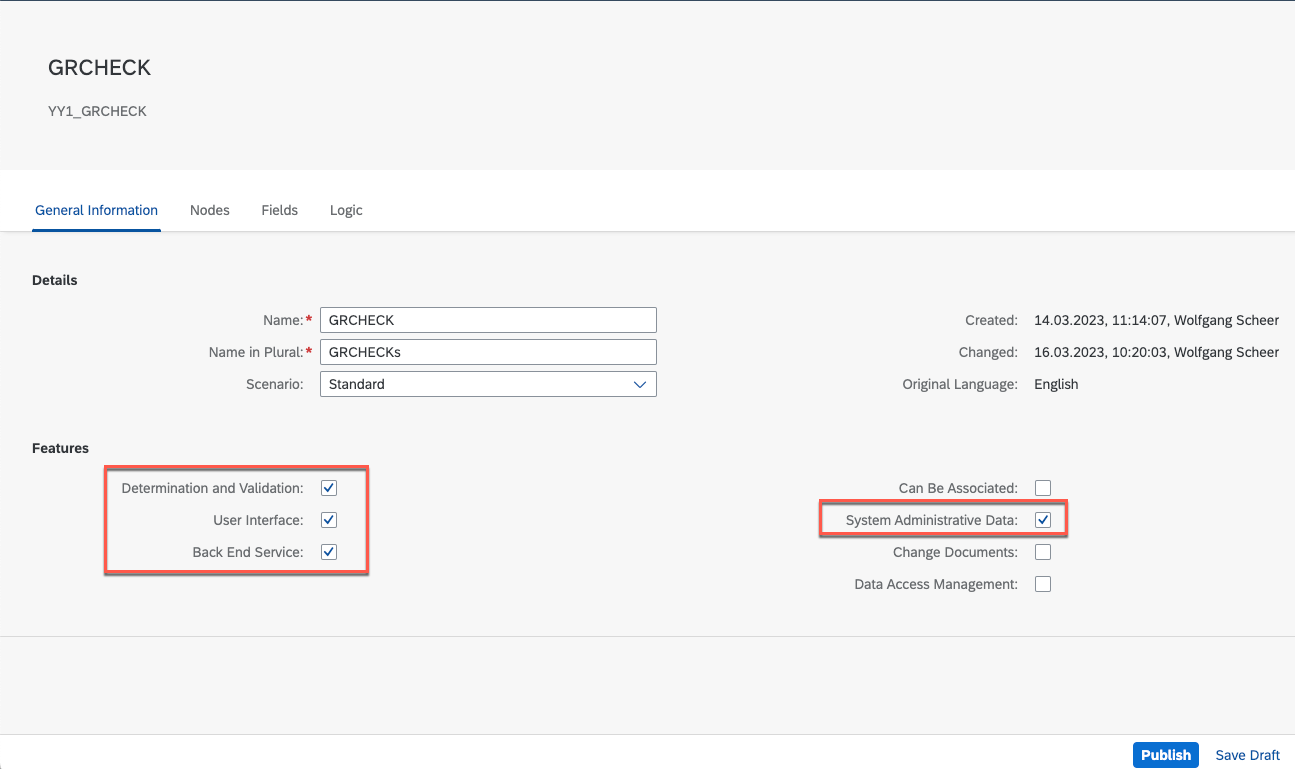 GRCHECK
YY1_GRCHECK
General Information Nodes Fields Logic
Details
Name:* GRCHECK Created: 14.03.2023, 11:14:07, Wolfgang Scheer
Name in Plural:* GRCHECKs Changed: 16.03.2023, 10:20:03, Wolfgang Scheer
Scenario: Standard Original Language: English
Features
Determination and Validation: Can Be Associated:
User Interface: System Administrative Data:
Back End Service: Change Documents:
Data Access Management:
Publish Save Draft